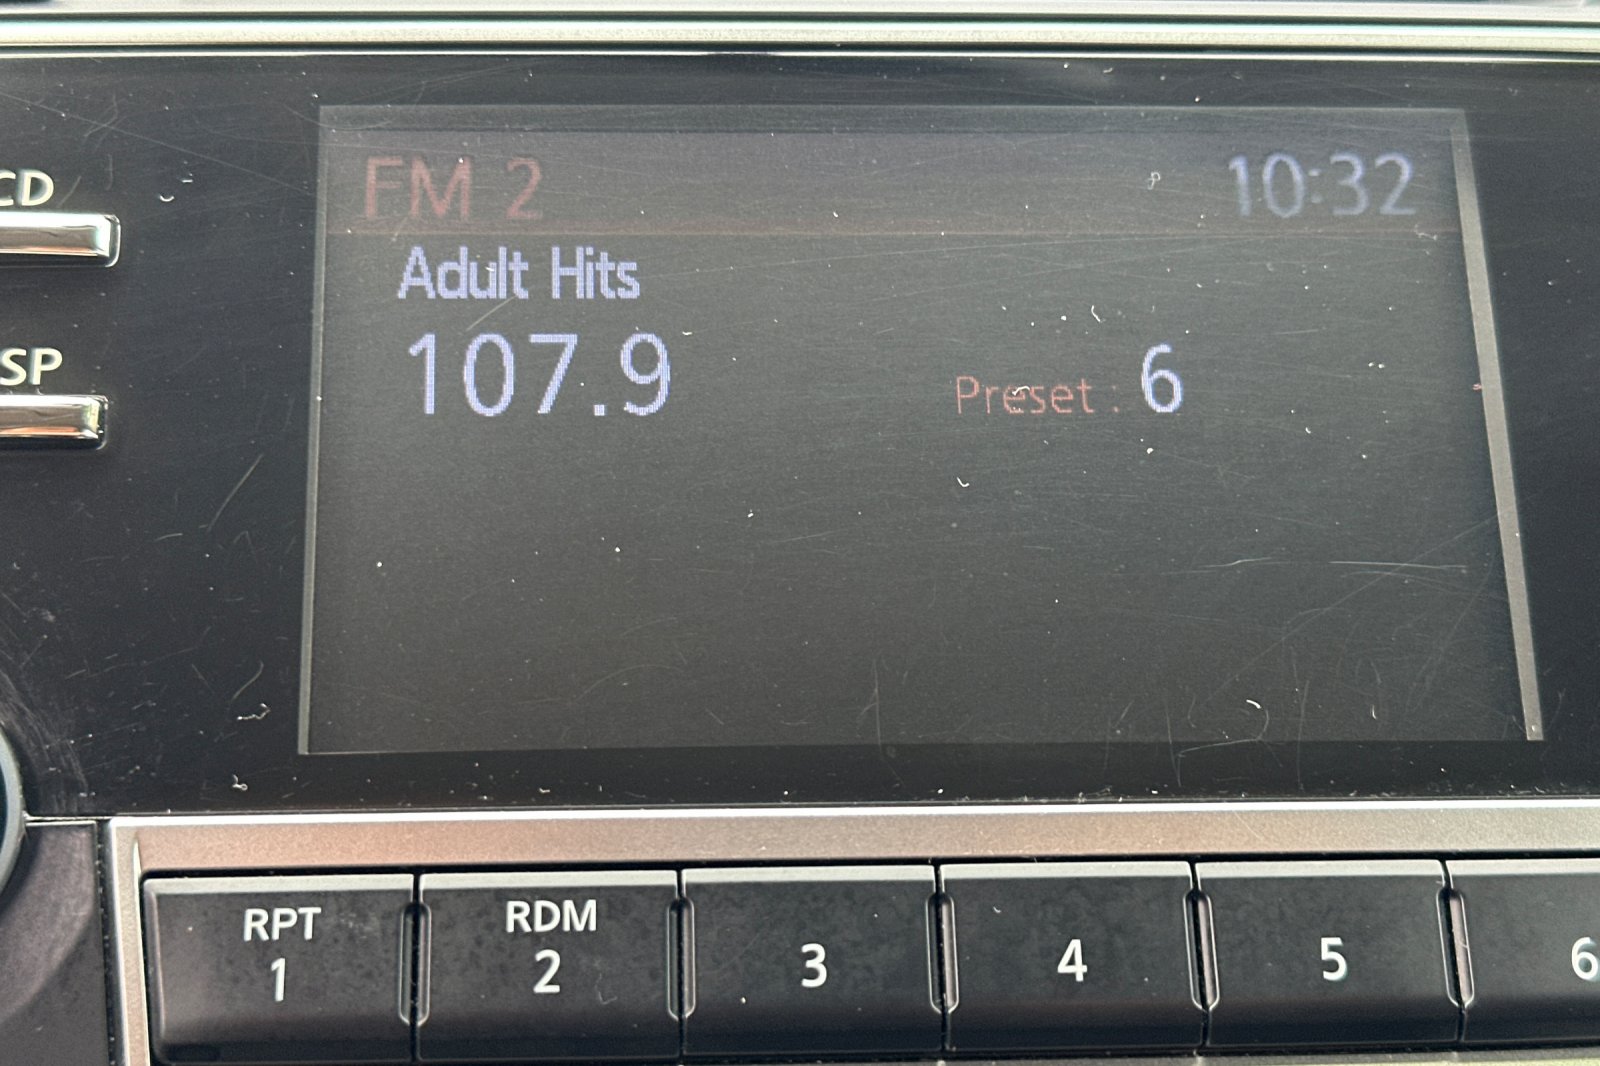 FM 2 10:32
CD
Adult Hits
107.9 Preset : 6
SP
RPT RDM
1 2 3 4 5 6